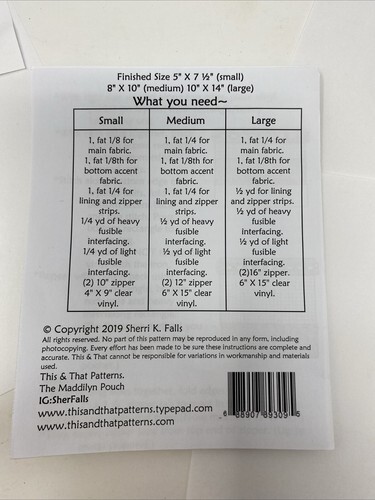 Finished Size 5" X 7 ½" (small)
8" X 10" (medium) 10" X 14" (large)
What you need~
Small
1, fat 1/8 for
main fabric.
1, fat 1/8th for
bottom accent
fabric.
1, fat 1/4 for
lining and zipper
strips.
1/4 yd of heavy
fusible
interfacing.
1/4 yd of light
fusible
interfacing.
(2) 10" zipper
4" X 9" clear
vinyl.
Medium
1, fat 1/4 for
main fabric.
1, fat 1/8th for
bottom accent
fabric.
1, fat 1/4 for
lining and zipper
strips.
½ yd of heavy
fusible
interfacing.
½ yd of light
fusible
interfacing.
(2) 12" zipper
6" X 15" clear
vinyl.
Large
1, fat 1/4 for
main fabric.
1, fat 1/8th for
bottom accent
fabric.
½ yd for lining
and zipper strips.
½ yd of heavy
fusible
interfacing.
½ yd of light
fusible
interfacing.
(2)16" zipper.
6" X 15" clear
vinyl.
© Copyright 2019 Sherri K. Falls
All rights reserved. No part of this pattern may be reproduced in any form, including
photocopying. Every effort has been made to be sure these instructions are complete and
accurate. This & That cannot be responsible for variations in workmanship and materials
used.
This & That Patterns.
The Maddilyn Pouch
IG:SherFalls
www.thisandthatpatterns.typepad.com
www.thisandthatpatterns.com